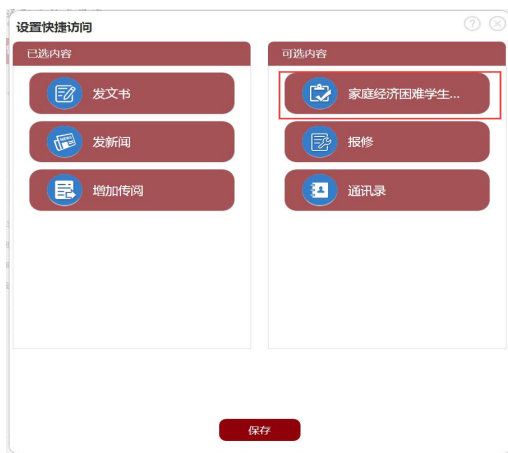 设置快捷访问
已选内容
发文书
发新闻
增加传阅
可选内容
家庭经济困难学生...
报修
通讯录
保存